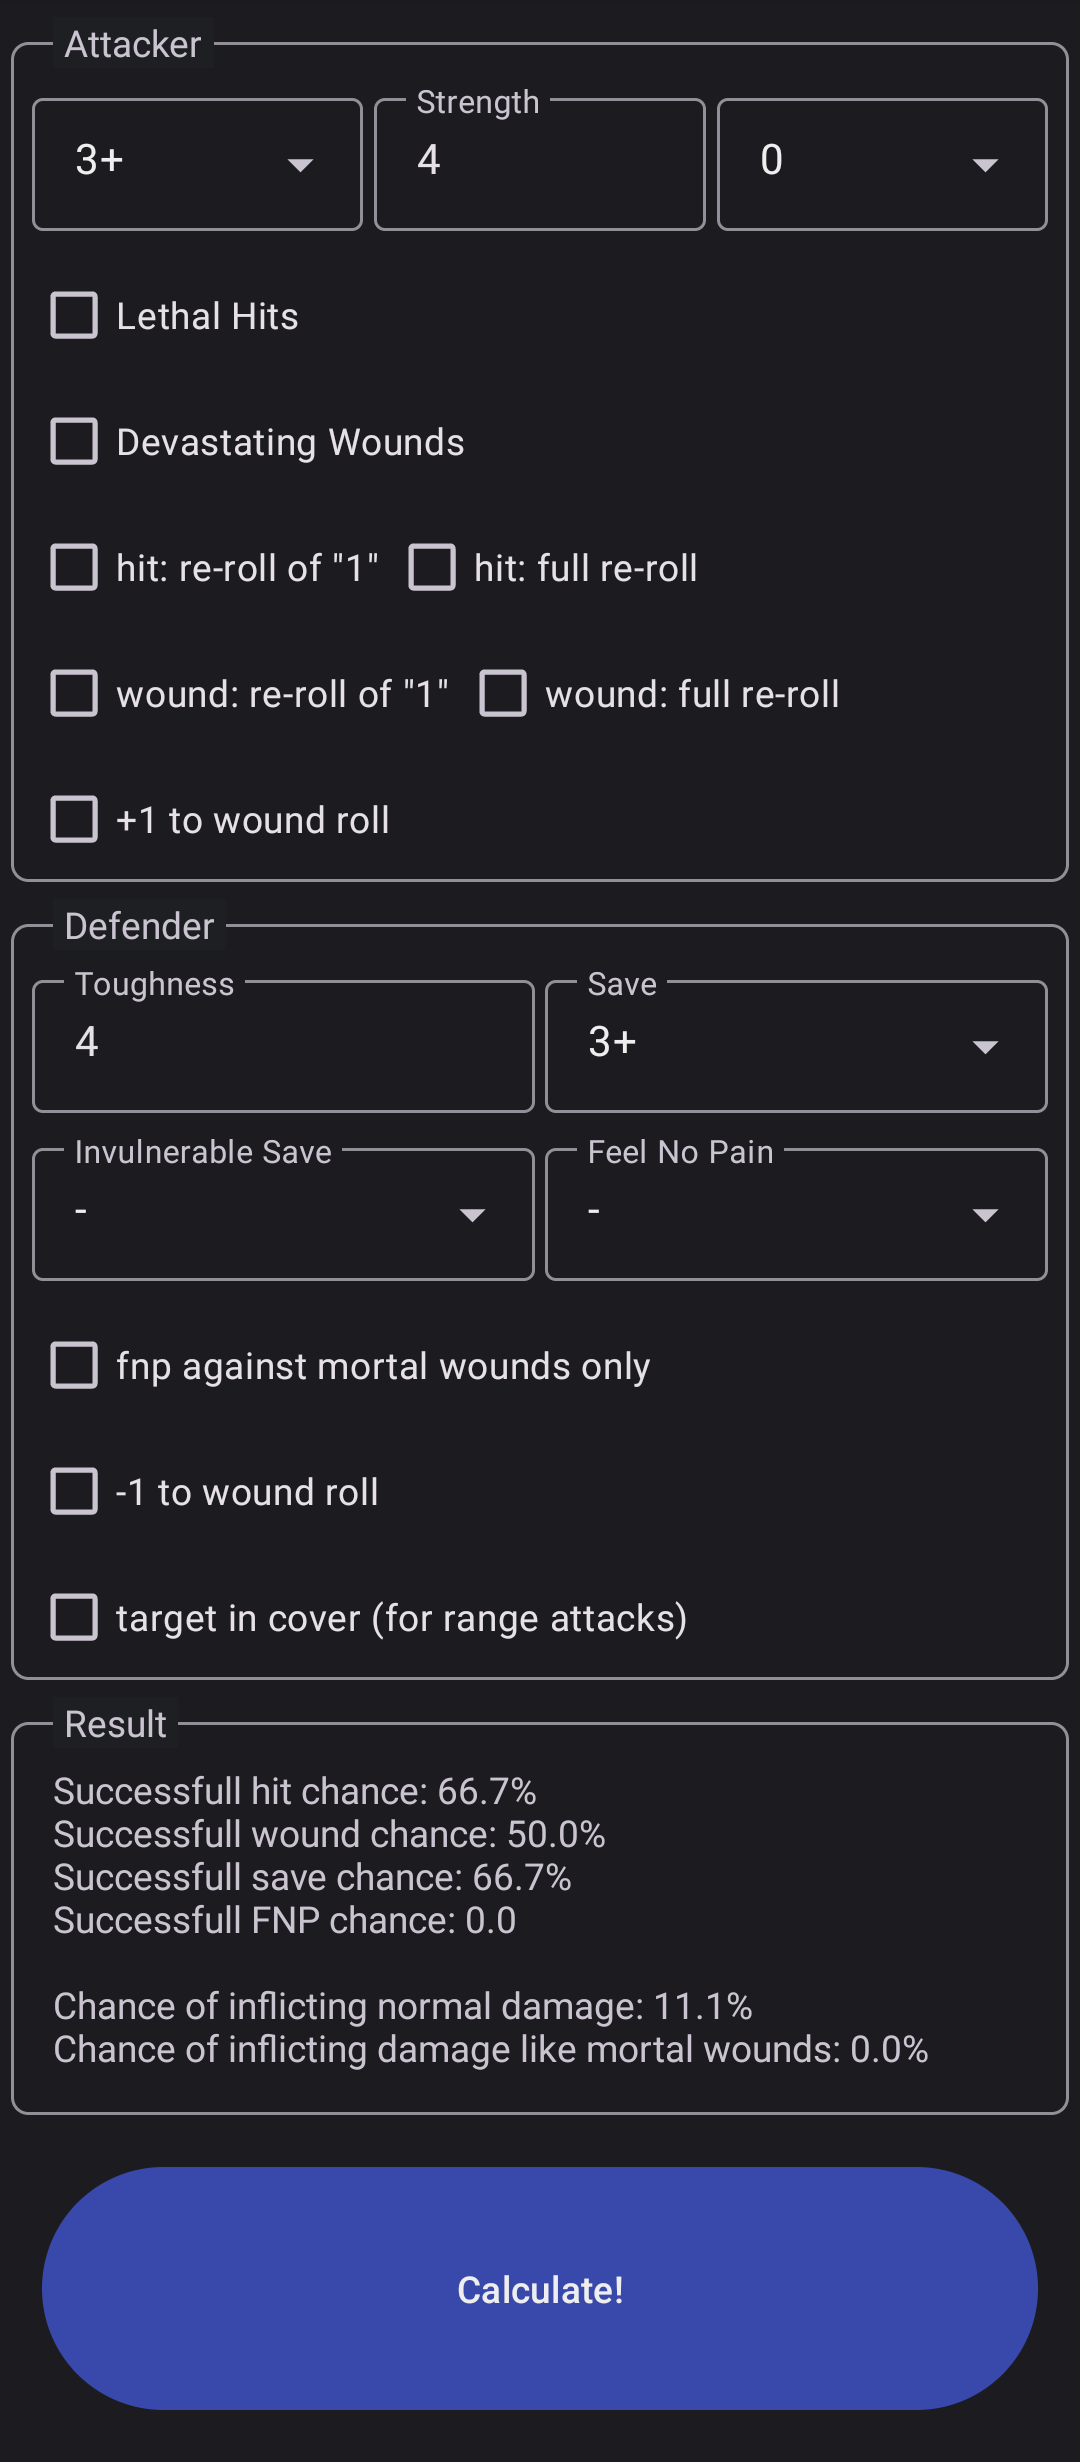 Attacker
Strength
3+ 4 0
Lethal Hits
Devastating Wounds
hit: re-roll of "1" hit: full re-roll
wound: re-roll of "1" wound: full re-roll
+1 to wound roll
Defender
Toughness Save
4 3+
Invulnerable Save Feel No Pain
- -
fnp against mortal wounds only
-1 to wound roll
target in cover (for range attacks)
Result
Successfull hit chance: 66.7%
Successfull wound chance: 50.0%
Successfull save chance: 66.7%
Successfull FNP chance: 0.0
Chance of inflicting normal damage: 11.1%
Chance of inflicting damage like mortal wounds: 0.0%
Calculate!